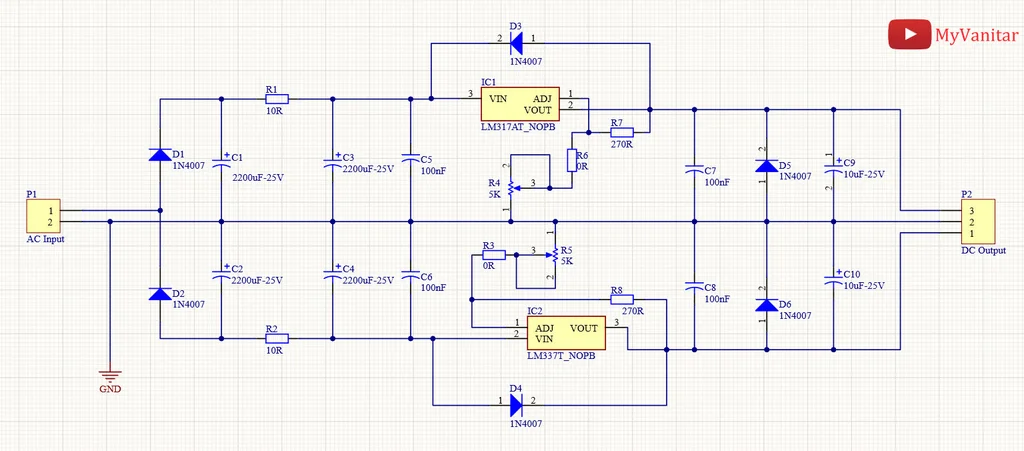 MyVanitar
D3
2
1
1N4007
R1
10R
IC1
3
VIN
ADJ
VOUT
1
2
LM317AT_NOPB
R7
270R
D1
1N4007
C1
2200uF-25V
C3
2200uF-25V
C5
100nF
R6
0R
2
R4
5K
3
1
C7
100nF
2
D5
1N4007
1
1
C9
10uF-25V
2
P1
1
2
AC Input
P2
3
2
1
DC Output
R3
0R
3
1
R5
5K
2
D2
1N4007
C2
2200uF-25V
C4
2200uF-25V
C6
100nF
C8
100nF
2
D6
1N4007
1
C10
10uF-25V
R8
270R
R2
10R
IC2
1
2
ADJ
VIN
VOUT
3
LM337T_NOPB
GND
D4
1
2
1N4007